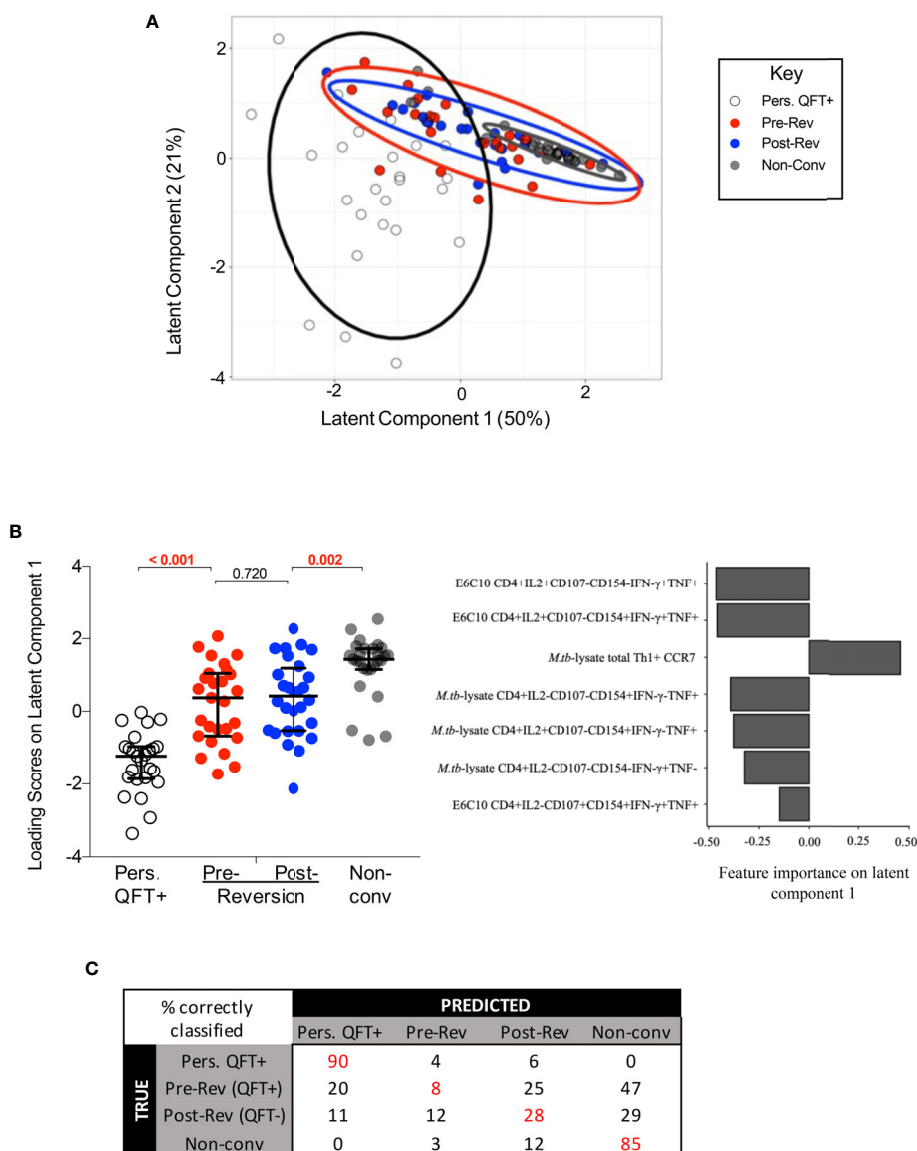 A
2
0
-2
-4
-2
0
2
Latent Component 2 (21%)
Latent Component 1 (50%)
Key
Pers. QFT+
Pre-Rev
Post-Rev
Non-Conv
B
Loading Scores on Latent Component 1
4
2
0
-2
-4
< 0.001
0.720
0.002
Pers.
QFT+
Pre-
Post-
Reversion
Non-
conv
E6C10 CD4+IL2+CD107-CD154-IFN-γ+TNF+
E6C10 CD4+IL2+CD107-CD154+IFN-γ+TNF+
M.tb-lysate total Th1+ CCR7
M.tb-lysate CD4+IL2-CD107-CD154+IFN-γ-TNF+
M.tb-lysate CD4+IL2+CD107-CD154+IFN-γ-TNF+
M.tb-lysate CD4+IL2-CD107-CD154-IFN-γ+TNF-
E6C10 CD4+IL2-CD107+CD154+IFN-γ+TNF+
-0.50
-0.25
0.00
0.25
0.50
Feature importance on latent
component 1
C
% correctly
classified
PREDICTED
Pers. QFT+ Pre-Rev Post-Rev Non-conv
TRUE
Pers. QFT+ 90 4 6 0
Pre-Rev (QFT+) 20 8 25 47
Post-Rev (QFT-) 11 12 28 29
Non-conv 0 3 12 85